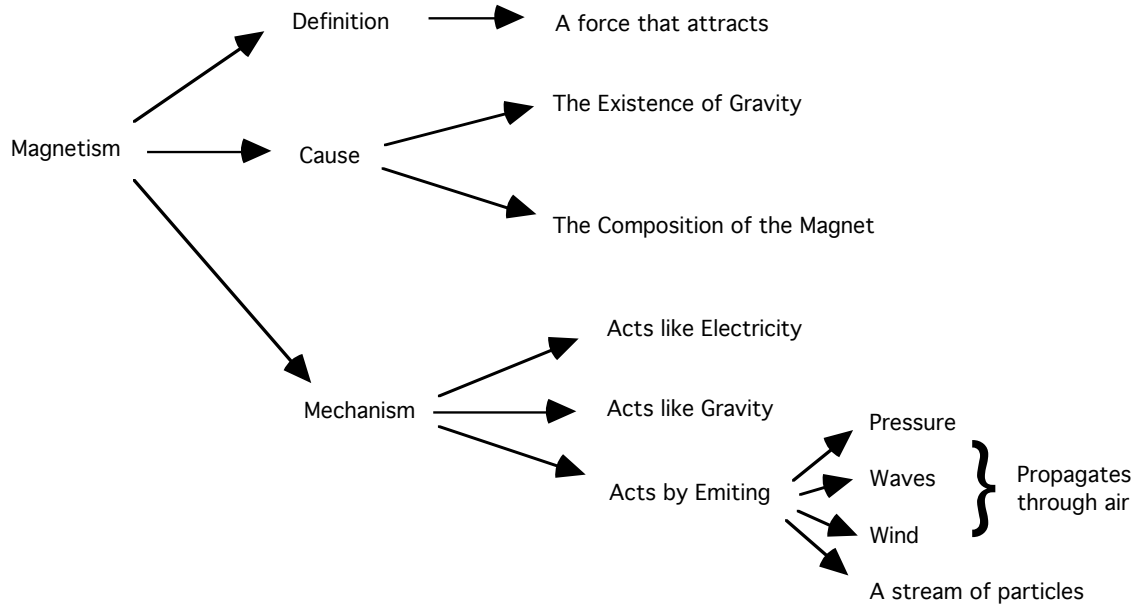 Definition
A force that attracts
The Existence of Gravity
Magnetism
Cause
The Composition of the Magnet
Acts like Electricity
Mechanism
Acts like Gravity
Acts by Emiting
Pressure
Waves
Wind
A stream of particles
Propagates
through air